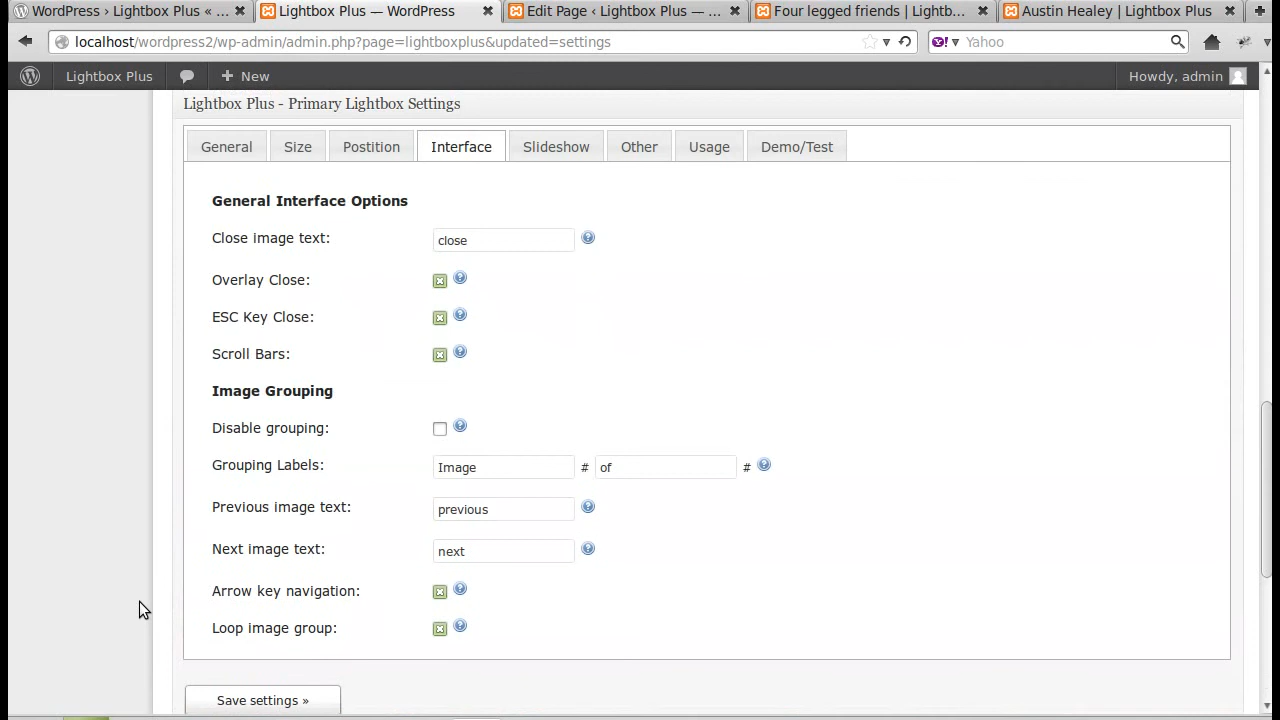 WordPress › Lightbox Plus « ...
Lightbox Plus — WordPress
Edit Page ‹ Lightbox Plus — ...
Four legged friends | Lightb...
Austin Healey | Lightbox Plus
localhost/wordpress2/wp-admin/admin.php?page=lightboxplus&updated=settings
Yahoo
Lightbox Plus
New
Howdy, admin
Lightbox Plus - Primary Lightbox Settings
General
Size
Postition
Interface
Slideshow
Other
Usage
Demo/Test
General Interface Options
Close image text: close
Overlay Close:
ESC Key Close:
Scroll Bars:
Image Grouping
Disable grouping:
Grouping Labels: Image # of #
Previous image text: previous
Next image text: next
Arrow key navigation:
Loop image group:
Save settings »